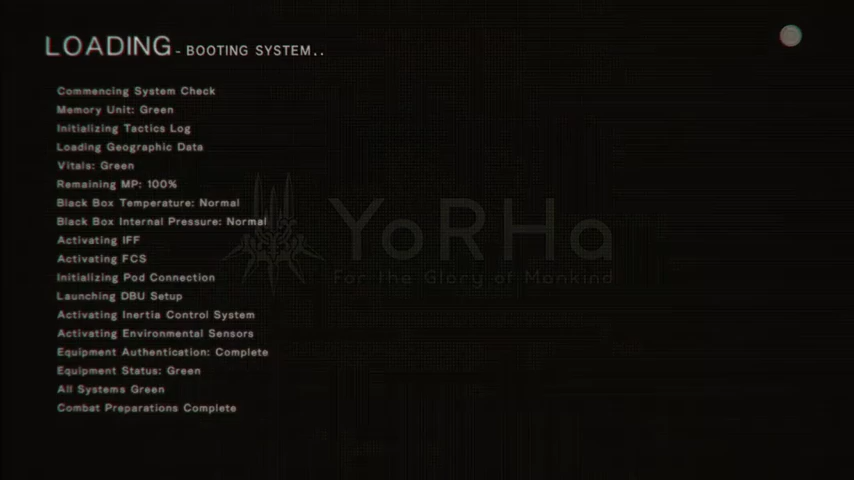 LOADING - BOOTING SYSTEM..
Commencing System Check
Memory Unit: Green
Initializing Tactics Log
Loading Geographic Data
Vitals: Green
Remaining MP: 100%
Black Box Temperature: Normal
Black Box Internal Pressure: Normal
Activating IFF
Activating FCS
Initializing Pod Connection
Launching DBU Setup
Activating Inertia Control System
Activating Environmental Sensors
Equipment Authentication: Complete
Equipment Status: Green
All Systems Green
Combat Preparations Complete
YoRHa
For the Glory of Mankind